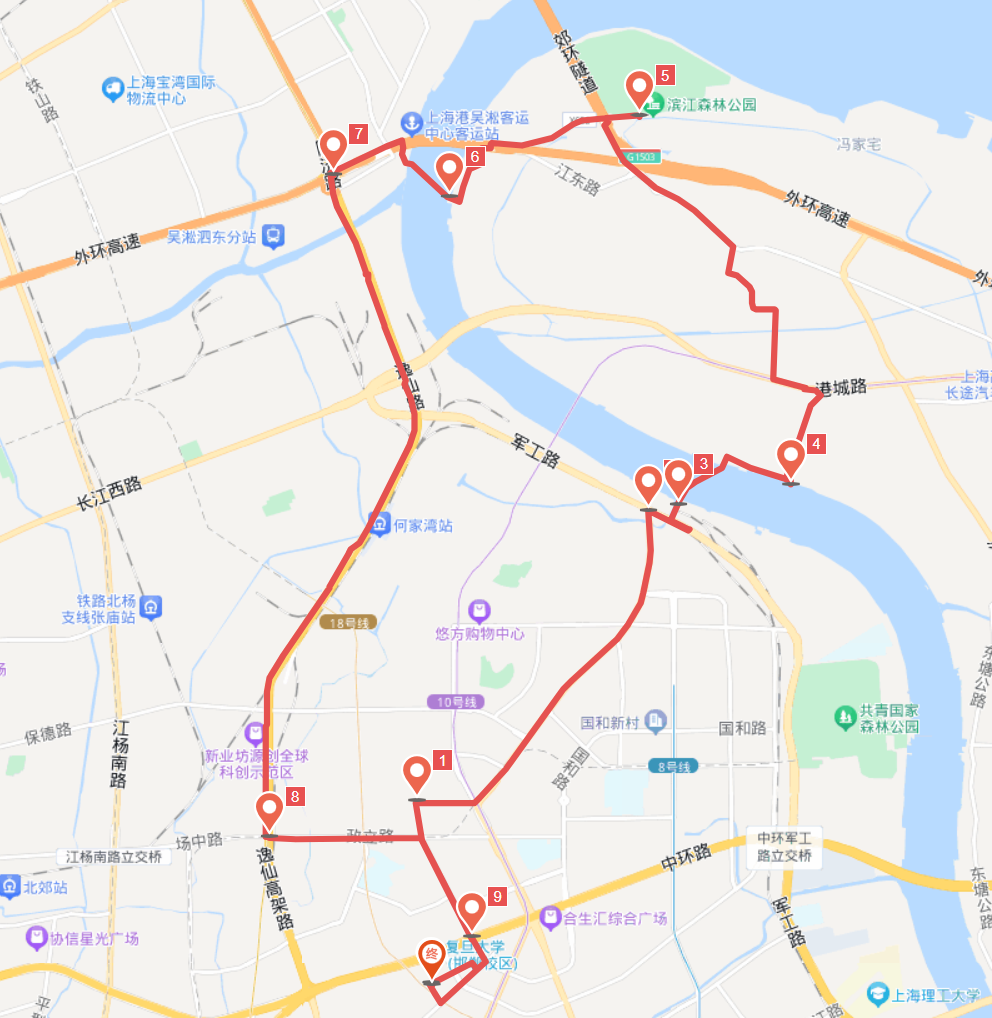 郊环隧道
铁山路
上海宝湾国际
物流中心
5
滨江森林公园
上海港吴淞客运
中心客运站
7
冯家宅
6
G1503
江东路
外环高速
吴淞泗东分站
外环高速
外
逸仙路
港城路
长途汽
军工路
4
3
长江西路
何家湾站
铁路北杨
支线张庙站
18号线
悠方购物中心
场
10号线
东塘公路
保德路
江杨南路
国和新村
国和路
共青国家
森林公园
新业坊源创全球
科创示范区
国和路
8号线
1
8
场中路
政立路
江杨南路立交桥
中环军工
路立交桥
中环路
逸仙高架路
北郊站
9
东塘公路
协信星光广场
合生汇综合广场
军工路
终
复旦大学
(邯郸校区)
上海理工大学
平
江路